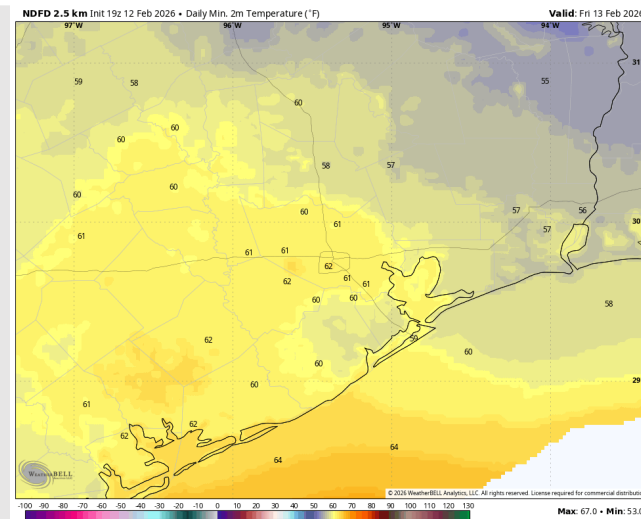 NDFD 2.5 km Init 19z 12 Feb 2026 • Daily Min. 2m Temperature (°F)
Valid: Fri 13 Feb 2026
97°W 96°W 95°W 94°W
31
59 58 55
60
60
60
58 57
60 60
60 57 56
61 57 30
61
61 61
62
62 61 61
60 60
58
59
62 60
60
29
60
61
62
62
64
64
WEATHERBELL
© 2026 WeatherBELL Analytics, LLC. All rights reserved. License required for commercial distributio
-100 -90 -80 -70 -60 -50 -40 -30 -20 -10 0 10 20 30 40 50 60 70 80 90 100 110 120 130 150
Max: 67.0 • Min: 53.